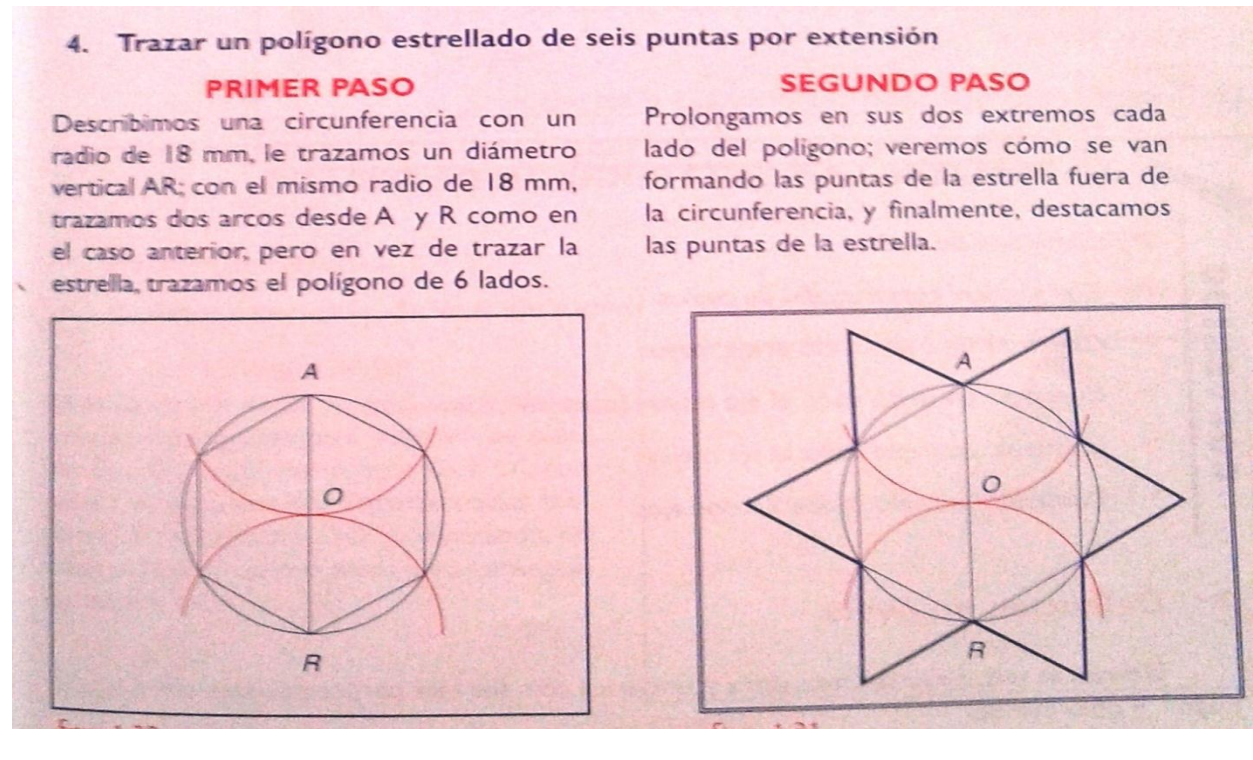 4. Trazar un polígono estrellado de seis puntas por extensión
PRIMER PASO
Describimos una circunferencia con un
radio de 18 mm, le trazamos un diámetro
vertical AR; con el mismo radio de 18 mm,
trazamos dos arcos desde A y R como en
el caso anterior, pero en vez de trazar la
estrella, trazamos el polígono de 6 lados.
SEGUNDO PASO
Prolongamos en sus dos extremos cada
lado del polígono; veremos cómo se van
formando las puntas de la estrella fuera de
la circunferencia, y finalmente, destacamos
las puntas de la estrella.
A
O
R
A
O
R